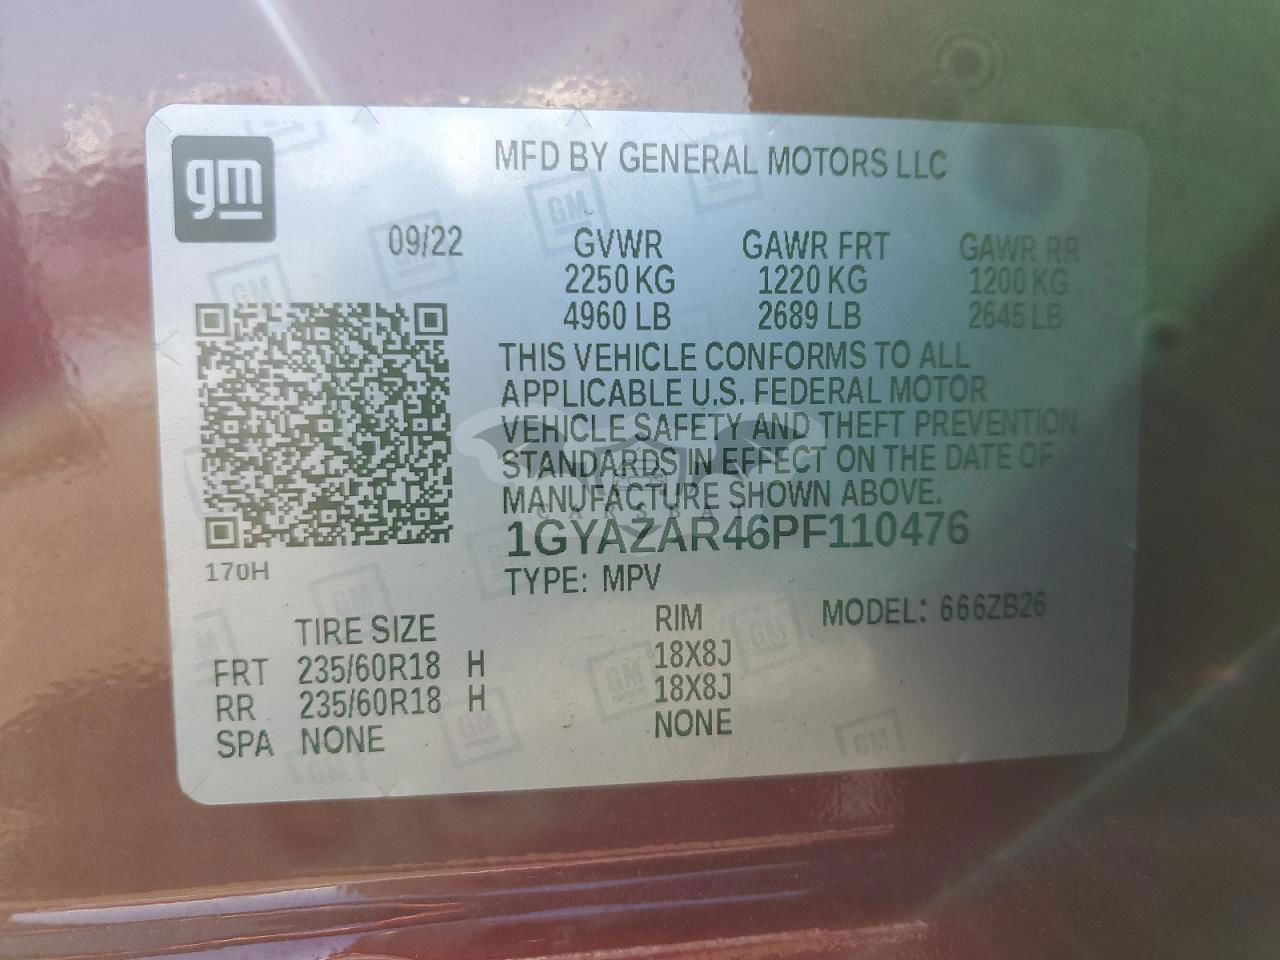 gm
MFD BY GENERAL MOTORS LLC
09/22
GVWR GAWR FRT GAWR RR
2250 KG 1220 KG 1200 KG
4960 LB 2689 LB 2645 LB
THIS VEHICLE CONFORMS TO ALL
APPLICABLE U.S. FEDERAL MOTOR
VEHICLE SAFETY AND THEFT PREVENTION
STANDARDS IN EFFECT ON THE DATE OF
MANUFACTURE SHOWN ABOVE.
1GYAZAR46PF110476
170H
TYPE: MPV
MODEL: 666ZB26
TIRE SIZE RIM
FRT 235/60R18 H 18X8J
RR 235/60R18 H 18X8J
SPA NONE NONE